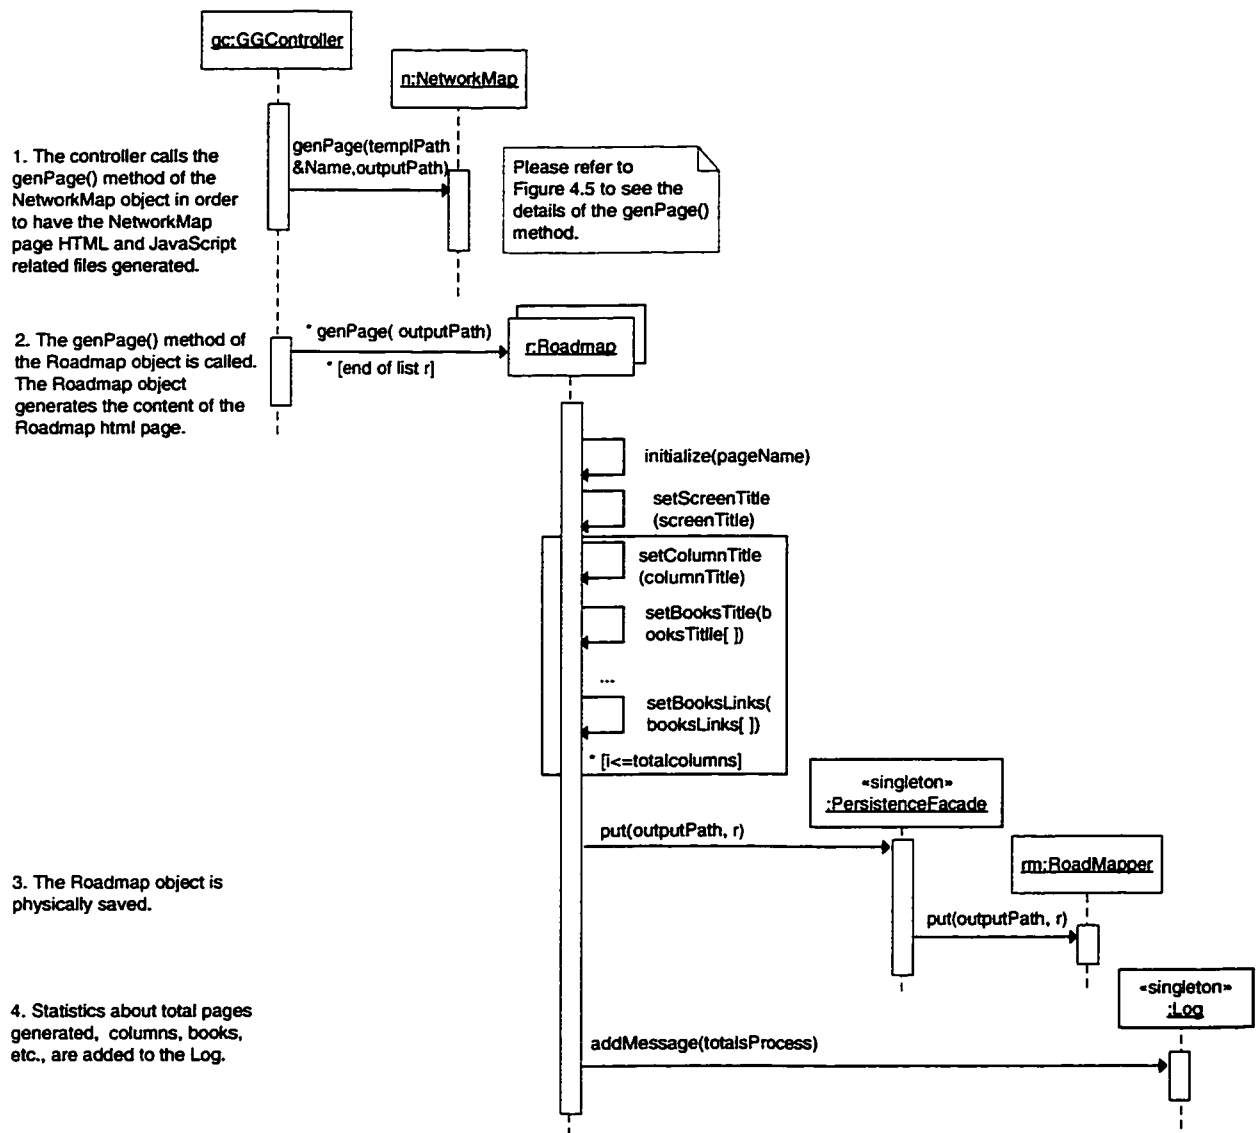 gc:GGController
n:NetworkMap
1. The controller calls the
genPage() method of the
NetworkMap object in order
to have the NetworkMap
page HTML and JavaScript
related files generated.
genPage(templPath
&Name,outputPath)
Please refer to
Figure 4.5 to see the
details of the genPage()
method.
2. The genPage() method of
the Roadmap object is called.
The Roadmap object
generates the content of the
Roadmap html page.
* genPage( outputPath)
* [end of list r]
r:Roadmap
initialize(pageName)
setScreenTitle
(screenTitle)
setColumnTitle
(columnTitle)
setBooksTitle(b
ooksTitlle[ ])
...
setBooksLinks(
booksLinks[ ])
* [i<=totalcolumns]
«singleton»
:PersistenceFacade
put(outputPath, r)
rm:RoadMapper
3. The Roadmap object is
physically saved.
put(outputPath, r)
«singleton»
:Log
4. Statistics about total pages
generated, columns, books,
etc., are added to the Log.
addMessage(totalsProcess)